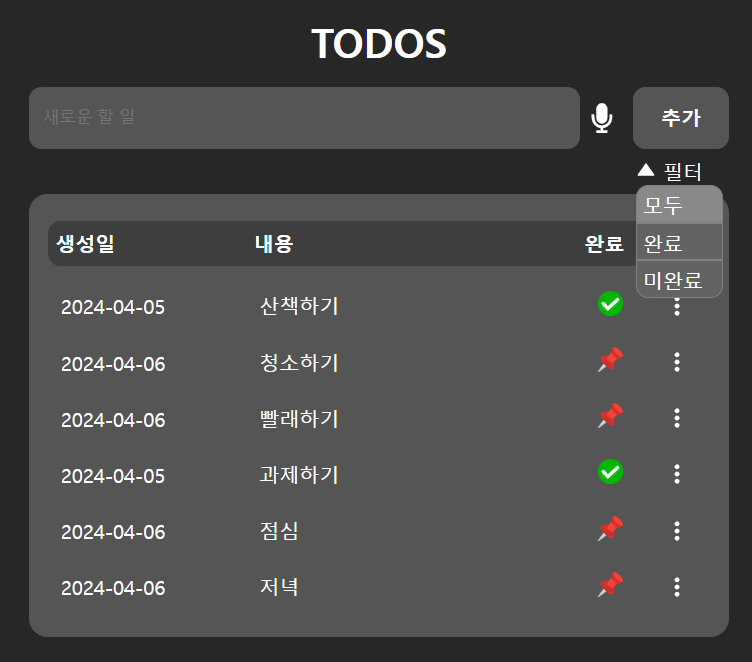 TODOS
새로운 할 일
추가
필터
모두
완료
미완료
생성일 내용 완료
2024-04-05 산책하기
2024-04-06 청소하기
2024-04-06 빨래하기
2024-04-05 과제하기
2024-04-06 점심
2024-04-06 저녁